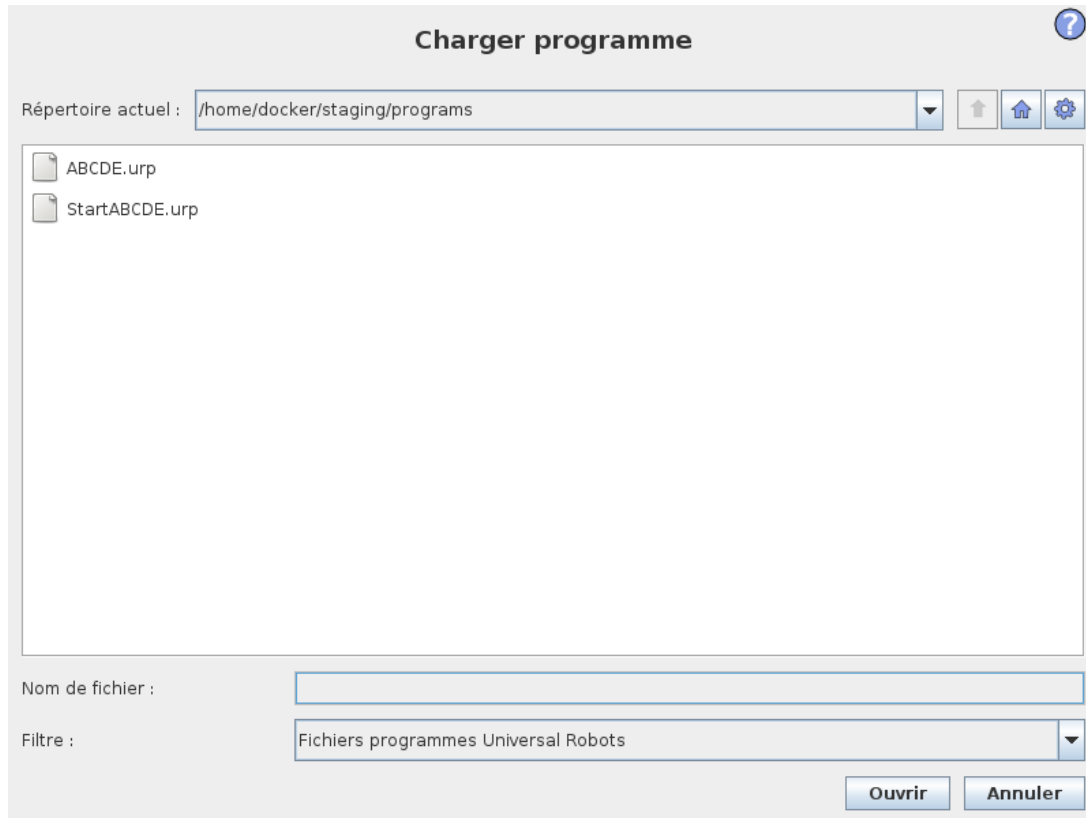 Charger programme
?
Répertoire actuel : /home/docker/staging/programs
ABCDE.urp
StartABCDE.urp
Nom de fichier :
Filtre : Fichiers programmes Universal Robots
Ouvrir Annuler